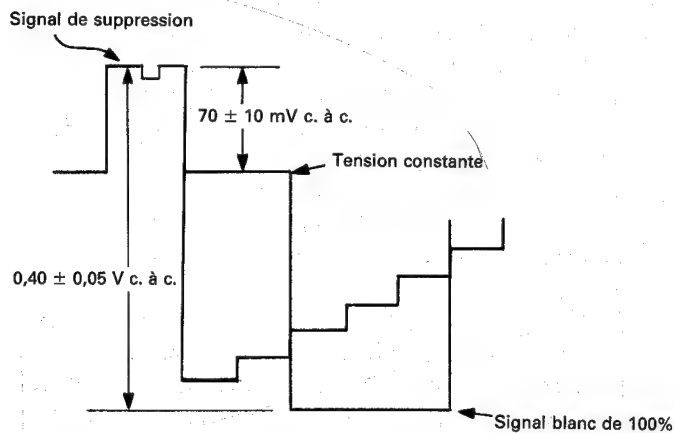 Signal de suppression
70 ± 10 mV c. à c.
Tension constante
0,40 ± 0,05 V c. à c.
Signal blanc de 100%